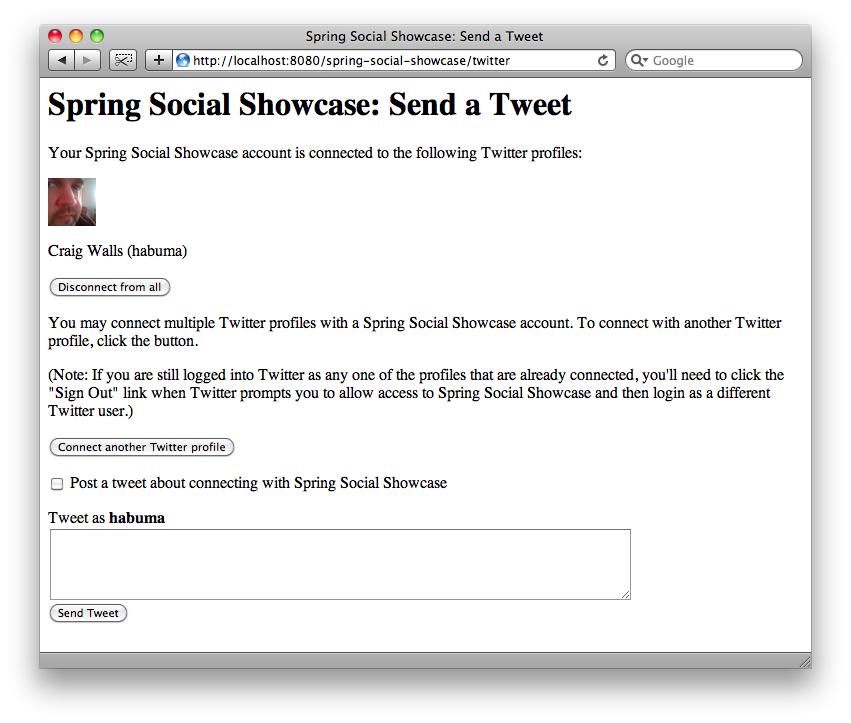 Spring Social Showcase: Send a Tweet
http://localhost:8080/spring-social-showcase/twitter
Google
Spring Social Showcase: Send a Tweet
Your Spring Social Showcase account is connected to the following Twitter profiles:
Craig Walls (habuma)
Disconnect from all
You may connect multiple Twitter profiles with a Spring Social Showcase account. To connect with another Twitter
profile, click the button.
(Note: If you are still logged into Twitter as any one of the profiles that are already connected, you'll need to click the
"Sign Out" link when Twitter prompts you to allow access to Spring Social Showcase and then login as a different
Twitter user.)
Connect another Twitter profile
Post a tweet about connecting with Spring Social Showcase
Tweet as habuma
Send Tweet